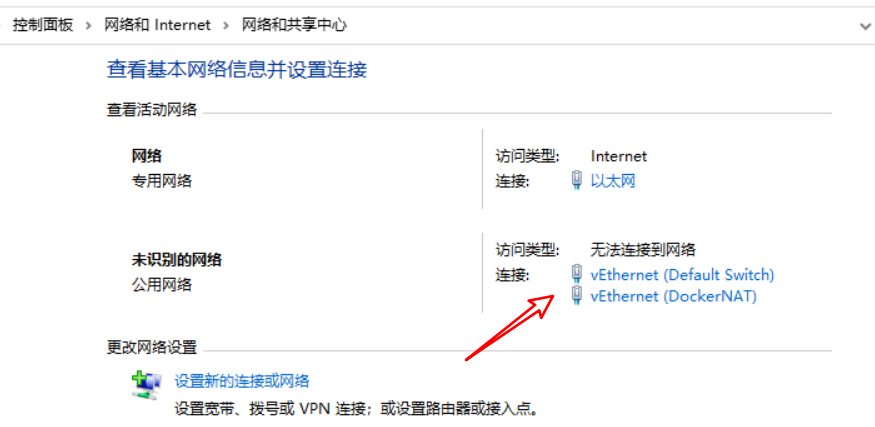 控制面板 > 网络和 Internet > 网络和共享中心
查看基本网络信息并设置连接
查看活动网络
网络
专用网络
访问类型: Internet
连接: 以太网
未识别的网络
公用网络
访问类型: 无法连接到网络
连接: vEthernet (Default Switch)
vEthernet (DockerNAT)
更改网络设置
设置新的连接或网络
设置宽带、拨号或 VPN 连接；或设置路由器或接入点。